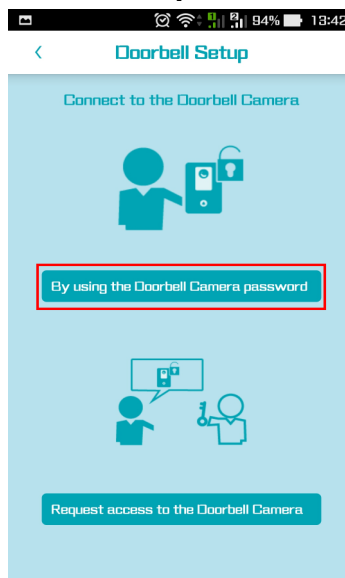 94% 13:42
Doorbell Setup
Connect to the Doorbell Camera
By using the Doorbell Camera password
Request access to the Doorbell Camera